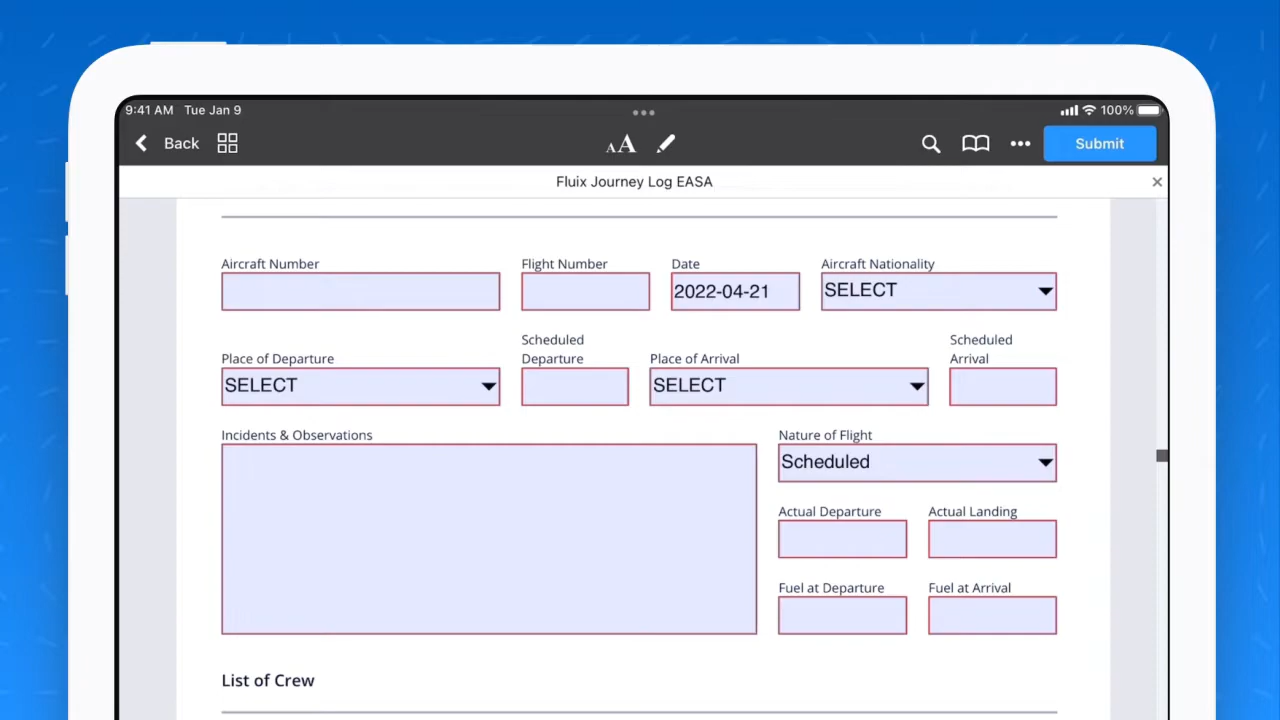 9:41 AM Tue Jan 9
100%
Back
AA
Submit
Fluix Journey Log EASA
Aircraft Number
Flight Number
Date
Aircraft Nationality
2022-04-21
SELECT
Place of Departure
Scheduled
Departure
Place of Arrival
Scheduled
Arrival
SELECT
SELECT
Incidents & Observations
Nature of Flight
Scheduled
Actual Departure
Actual Landing
Fuel at Departure
Fuel at Arrival
List of Crew